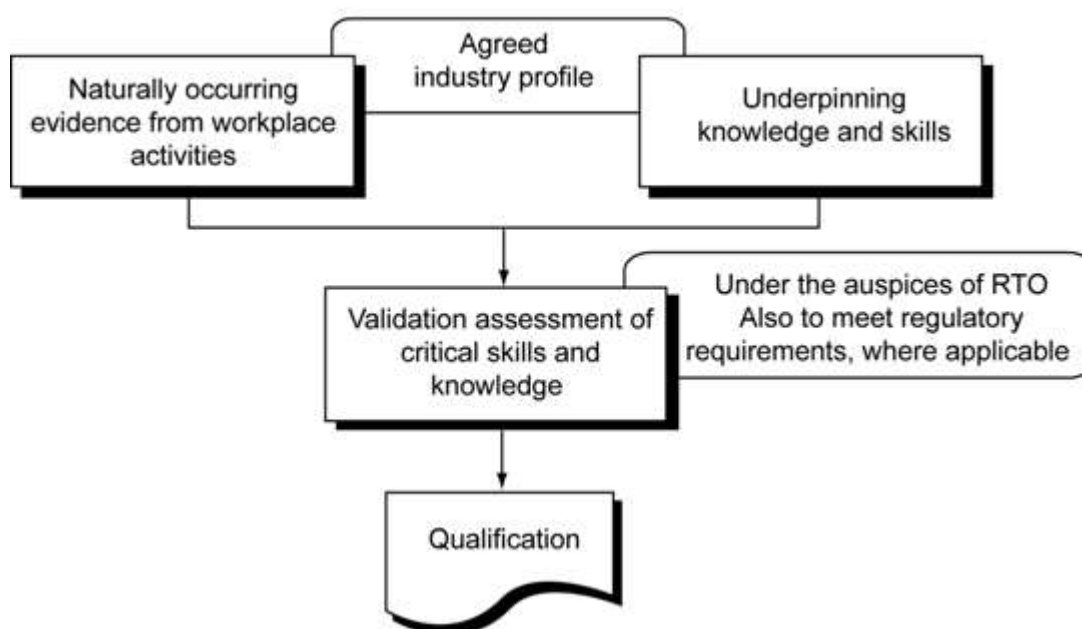 Agreed
industry profile
Naturally occurring
evidence from workplace
activities
Underpinning
knowledge and skills
Validation assessment of
critical skills and
knowledge
Under the auspices of RTO
Also to meet regulatory
requirements, where applicable
Qualification